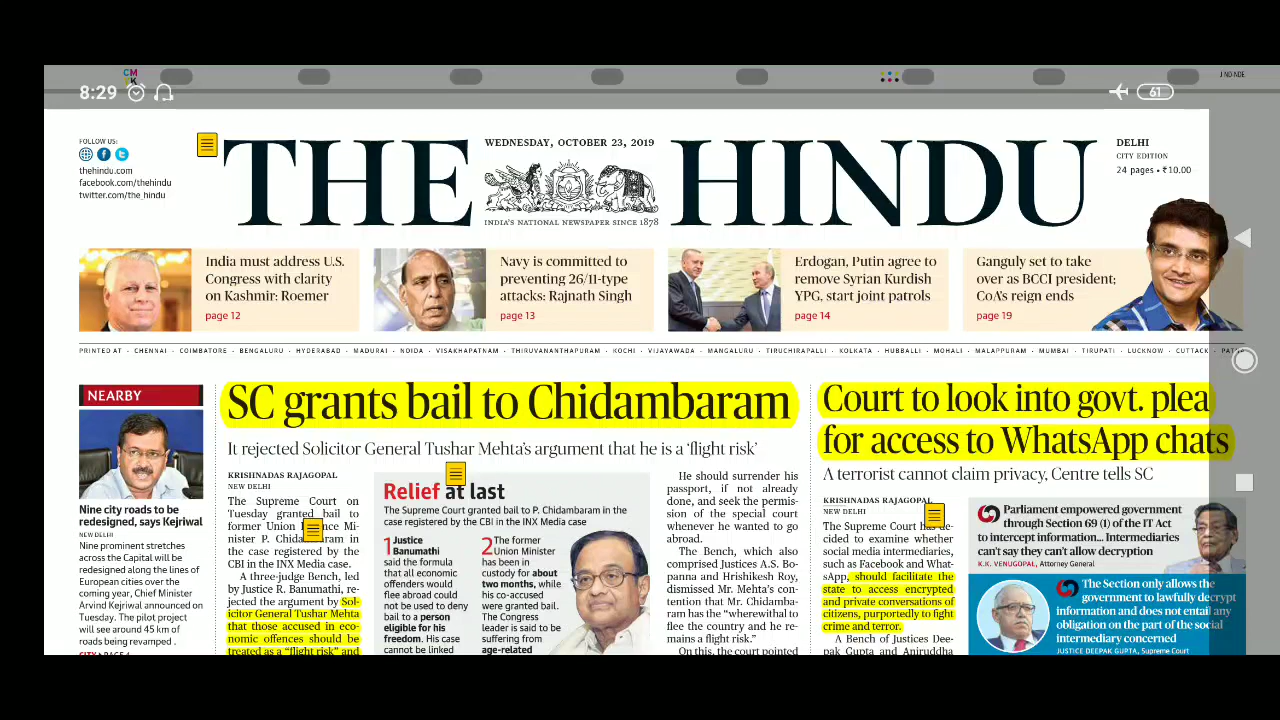 CM
YK
J ND-NDE
8:29
61
FOLLOW US:
thehindu.com
facebook.com/thehindu
twitter.com/the_hindu
THE HINDU
WEDNESDAY, OCTOBER 23, 2019
INDIA'S NATIONAL NEWSPAPER SINCE 1878
DELHI
CITY EDITION
24 pages • ₹10.00
India must address U.S.
Congress with clarity
on Kashmir: Roemer
page 12
Navy is committed to
preventing 26/11-type
attacks: Rajnath Singh
page 13
Erdogan, Putin agree to
remove Syrian Kurdish
YPG, start joint patrols
page 14
Ganguly set to take
over as BCCI president;
CoA's reign ends
page 19
PRINTED AT • CHENNAI • COIMBATORE • BENGALURU • HYDERABAD • MADURAI • NOIDA • VISAKHAPATNAM • THIRUVANANTHAPURAM • KOCHI • VIJAYAWADA • MANGALURU • TIRUCHIRAPALLI • KOLKATA • HUBBALLI • MOHALI • MALAPPURAM • MUMBAI • TIRUPATI • LUCKNOW • CUTTACK • PATNA
NEARBY
Nine city roads to be
redesigned, says Kejriwal
NEW DELHI
Nine prominent stretches
across the Capital will be
redesigned along the lines of
European cities over the
coming year, Chief Minister
Arvind Kejriwal announced on
Tuesday. The pilot project
will see around 45 km of
roads being revamped .
CITY ▸ PAGE 4
SC grants bail to Chidambaram
It rejected Solicitor General Tushar Mehta's argument that he is a 'flight risk'
KRISHNADAS RAJAGOPAL
NEW DELHI
The Supreme Court on
Tuesday granted bail to
former Union Mi-
nister P. Chidambaram in
the case registered by the
CBI in the INX Media case.
A three-judge Bench, led
by Justice R. Banumathi, re-
jected the argument by Sol-
icitor General Tushar Mehta
that those accused in eco-
nomic offences should be
treated as a "flight risk" and
Relief at last
The Supreme Court granted bail to P. Chidambaram in the
case registered by the CBI in the INX Media case
1 Justice
Banumathi
said the formula
that all economic
offenders would
flee abroad could
not be used to deny
bail to a person
eligible for his
freedom. His case
cannot be linked
2 The former
Union Minister
has been in
custody for about
two months, while
his co-accused
were granted bail.
The Congress
leader is said to be
suffering from
age-related
He should surrender his
passport, if not already
done, and seek the permis-
sion of the special court
whenever he wanted to go
abroad.
The Bench, which also
comprised Justices A.S. Bo-
panna and Hrishikesh Roy,
dismissed Mr. Mehta's con-
tention that Mr. Chidamba-
ram has the "wherewithal to
flee the country and he re-
mains a flight risk."
On this, the court pointed
Court to look into govt. plea
for access to WhatsApp chats
A terrorist cannot claim privacy, Centre tells SC
KRISHNADAS RAJAGOPAL
NEW DELHI
The Supreme Court has de-
cided to examine whether
social media intermediaries,
such as Facebook and What-
sApp, should facilitate the
state to access encrypted
and private conversations of
citizens, purportedly to fight
crime and terror.
A Bench of Justices Dee-
pak Gupta and Aniruddha
Parliament empowered government
through Section 69 (1) of the IT Act
to intercept information... Intermediaries
can't say they can't allow decryption
K.K. VENUGOPAL, Attorney General
The Section only allows the
government to lawfully decrypt
information and does not entail any
obligation on the part of the social
intermediary concerned
JUSTICE DEEPAK GUPTA, Supreme Court